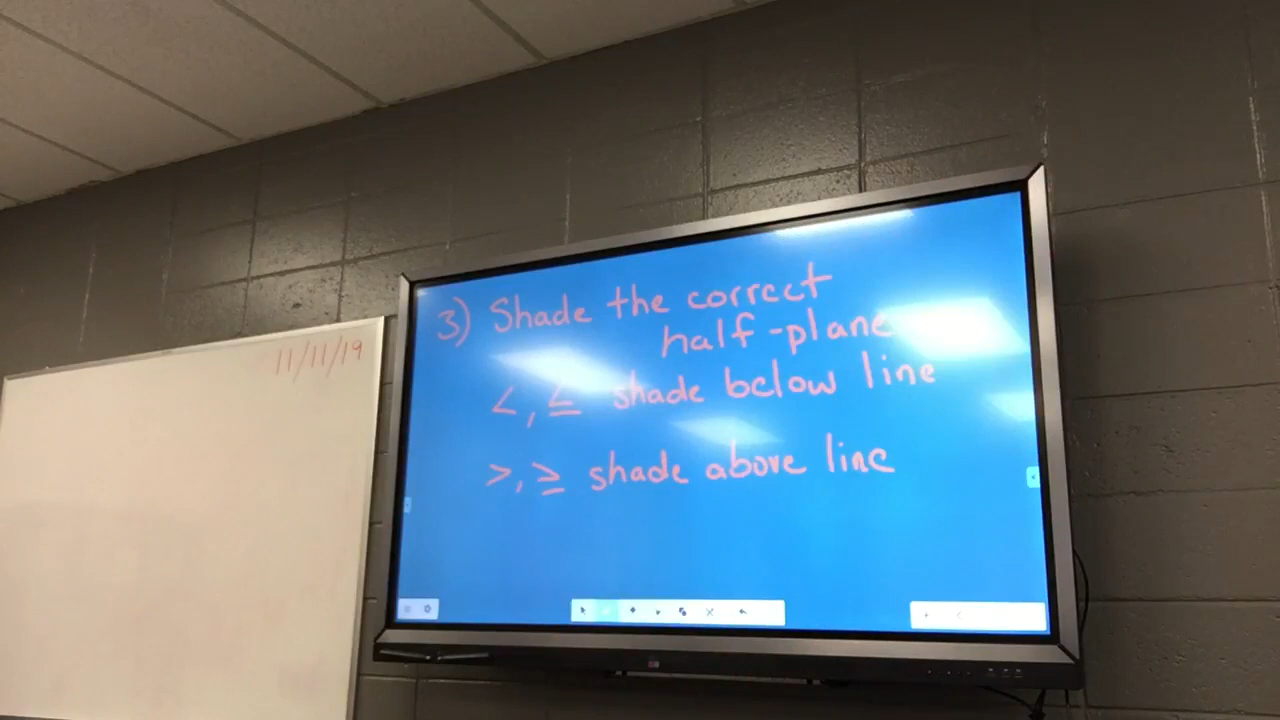 11/11/19
3) Shade the correct
half-plane
<, ≤ shade below line
>, ≥ shade above line